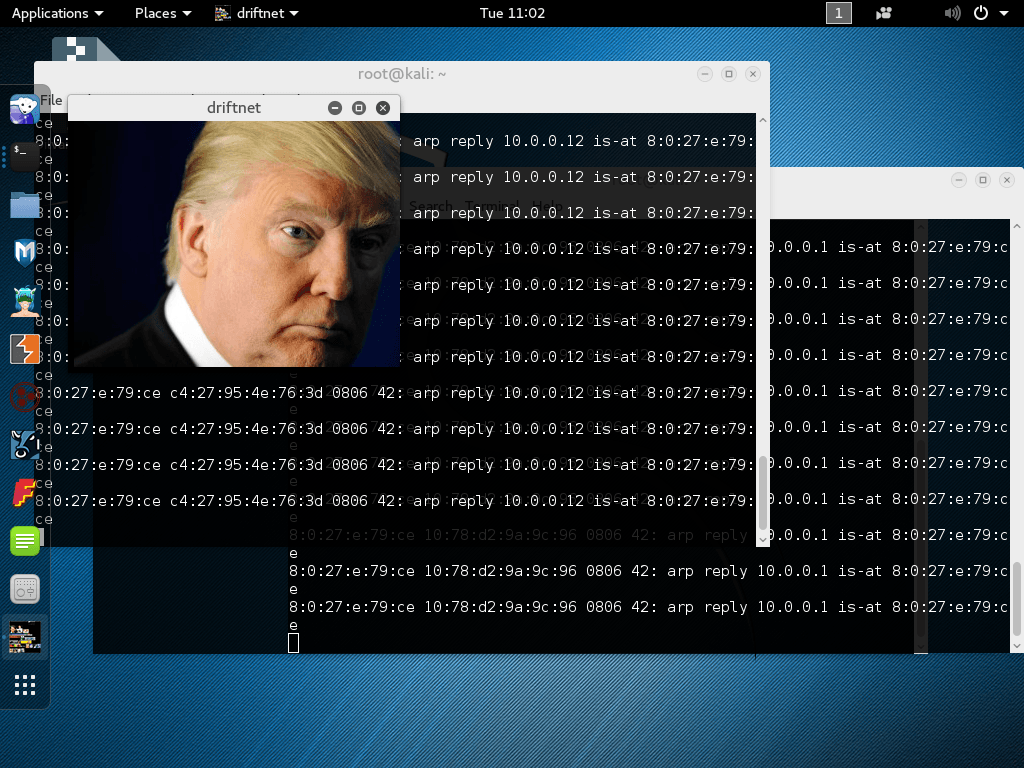 Applications Places driftnet Tue 11:02 1
root@kali: ~
File
driftnet
ce
8:0: : arp reply 10.0.0.12 is-at 8:0:27:e:79:
ce
8:0: : arp reply 10.0.0.12 is-at 8:0:27:e:79:
ce
Search Terminal Help
8:0: : arp reply 10.0.0.12 is-at 8:0:27:e:79:
ce
8:0: : arp reply 10.0.0.12 is-at 8:0:27:e:79: 0.0.0.1 is-at 8:0:27:e:79:c
ce
8:0: : arp reply 10.0.0.12 is-at 8:0:27:e:79: 0.0.0.1 is-at 8:0:27:e:79:c
ce
8:0: : arp reply 10.0.0.12 is-at 8:0:27:e:79: 0.0.0.1 is-at 8:0:27:e:79:c
ce
8:0: : arp reply 10.0.0.12 is-at 8:0:27:e:79: 0.0.0.1 is-at 8:0:27:e:79:c
ce
8:0:27:e:79:ce c4:27:95:4e:76:3d 0806 42: arp reply 10.0.0.12 is-at 8:0:27:e:79: 0.0.0.1 is-at 8:0:27:e:79:c
ce
e
8:0:27:e:79:ce c4:27:95:4e:76:3d 0806 42: arp reply 10.0.0.12 is-at 8:0:27:e:79: 0.0.0.1 is-at 8:0:27:e:79:c
ce
e
8:0:27:e:79:ce c4:27:95:4e:76:3d 0806 42: arp reply 10.0.0.12 is-at 8:0:27:e:79: 0.0.0.1 is-at 8:0:27:e:79:c
ce
e
8:0:27:e:79:ce c4:27:95:4e:76:3d 0806 42: arp reply 10.0.0.12 is-at 8:0:27:e:79: 0.0.0.1 is-at 8:0:27:e:79:c
ce
e
8:0:27:e:79:ce 10:78:d2:9a:9c:96 0806 42: arp reply 10.0.0.1 is-at 8:0:27:e:79:c
e
8:0:27:e:79:ce 10:78:d2:9a:9c:96 0806 42: arp reply 10.0.0.1 is-at 8:0:27:e:79:c
e
8:0:27:e:79:ce 10:78:d2:9a:9c:96 0806 42: arp reply 10.0.0.1 is-at 8:0:27:e:79:c
e